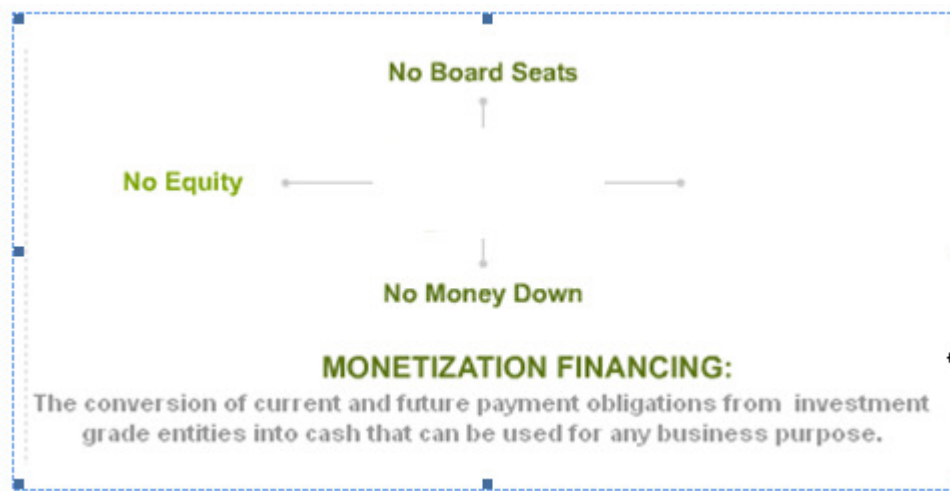 No Board Seats
No Equity
No Money Down
MONETIZATION FINANCING:
The conversion of current and future payment obligations from investment
grade entities into cash that can be used for any business purpose.